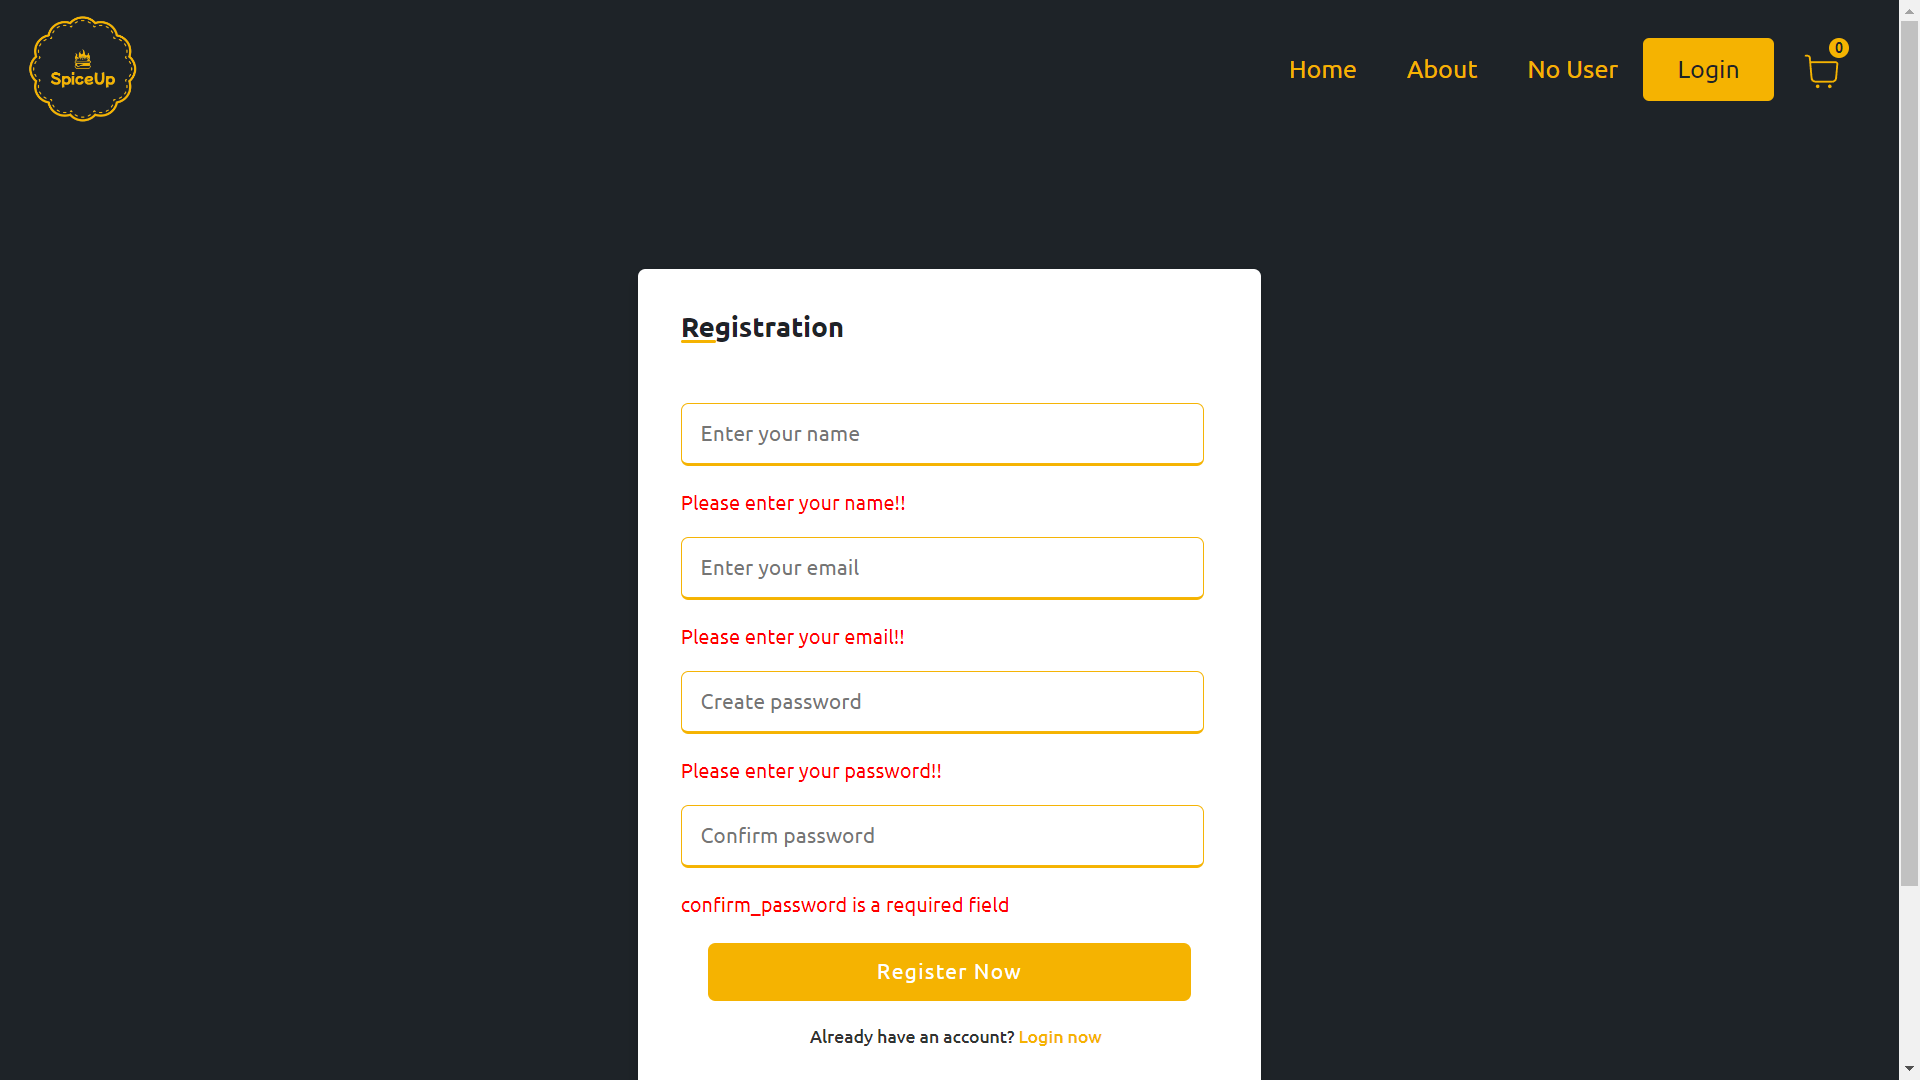 SpiceUp
Home
About
No User
Login
0
Registration
Enter your name
Please enter your name!!
Enter your email
Please enter your email!!
Create password
Please enter your password!!
Confirm password
confirm_password is a required field
Register Now
Already have an account? Login now